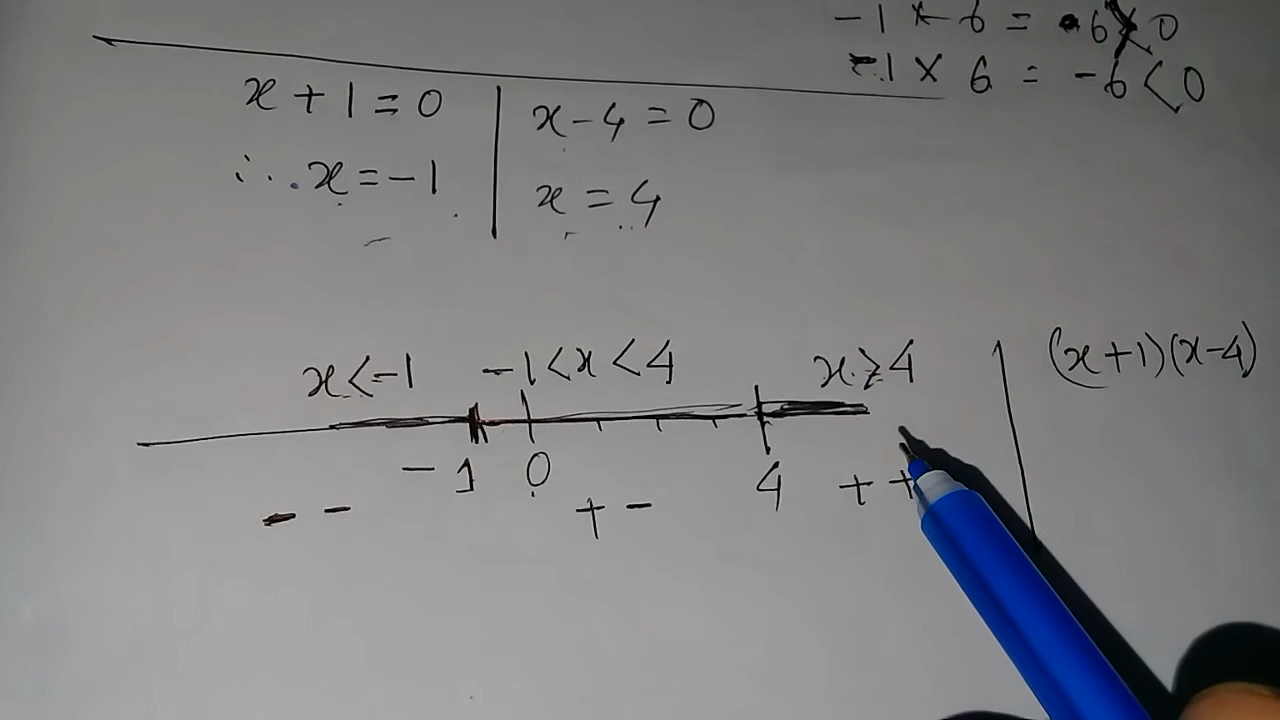 -1 × -6 = 6 < 0
-1 × 6 = -6 < 0
x + 1 = 0
x - 4 = 0
∴ x = -1
x = 4
x < -1 -1 < x < 4 x ≥ 4 (x+1)(x-4)
-1 0 4 + +
- - + -